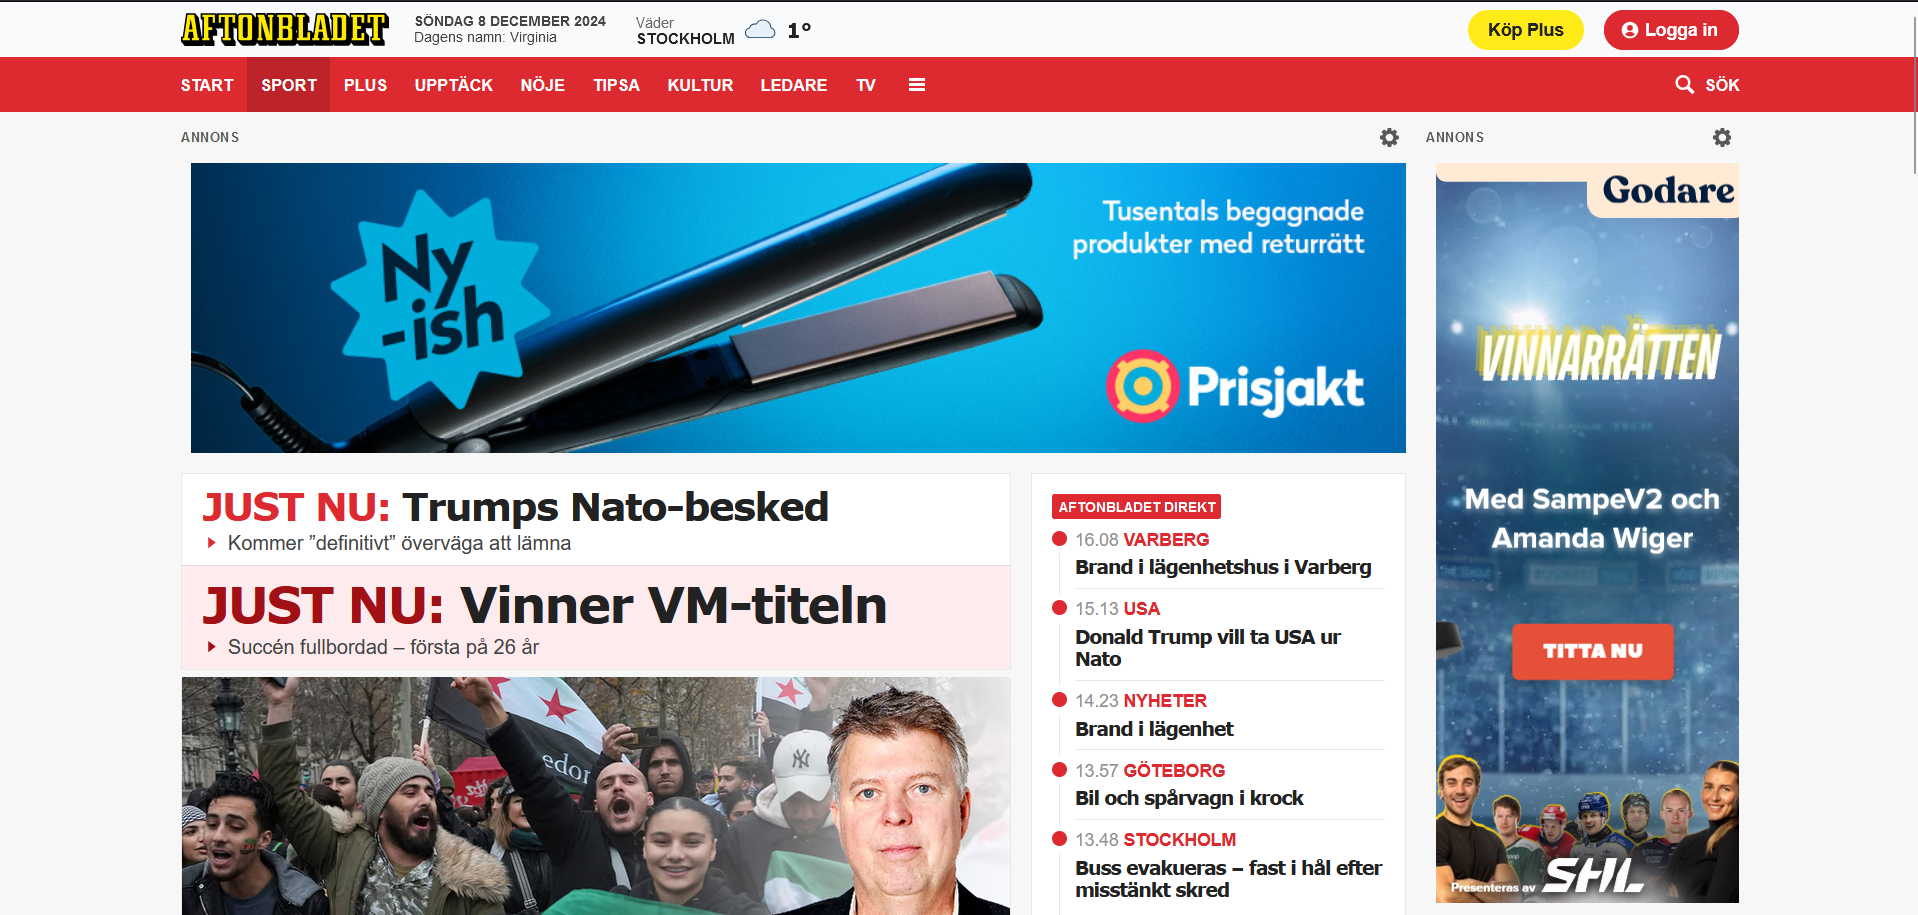 AFTONBLADET
SÖNDAG 8 DECEMBER 2024
Dagens namn: Virginia
Väder
STOCKHOLM
1°
Köp Plus
Logga in
START SPORT PLUS UPPTÄCK NÖJE TIPSA KULTUR LEDARE TV
SÖK
ANNONS
Ny
-ish
Tusentals begagnade
produkter med returrätt
Prisjakt
JUST NU: Trumps Nato-besked
Kommer ”definitivt” överväga att lämna
JUST NU: Vinner VM-titeln
Succén fullbordad – första på 26 år
edom
NY
AFTONBLADET DIREKT
16.08 VARBERG
Brand i lägenhetshus i Varberg
15.13 USA
Donald Trump vill ta USA ur
Nato
14.23 NYHETER
Brand i lägenhet
13.57 GÖTEBORG
Bil och spårvagn i krock
13.48 STOCKHOLM
Buss evakueras – fast i hål efter
misstänkt skred
ANNONS
Godare
VINNARRÄTTEN
Med SampeV2 och
Amanda Wiger
TITTA NU
Presenteras av SHL